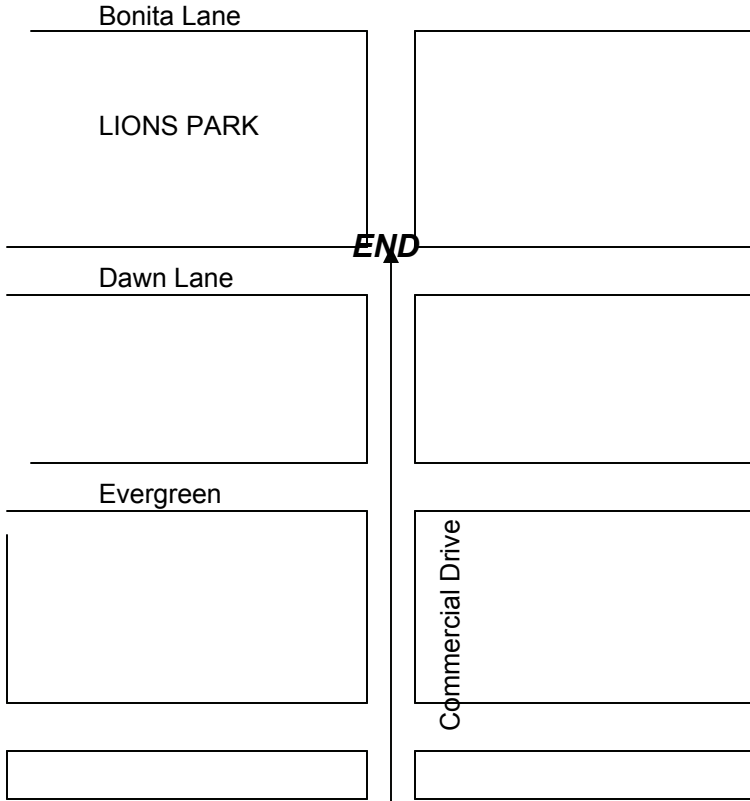 Bonita Lane
LIONS PARK
END
Dawn Lane
Evergreen
Commercial Drive